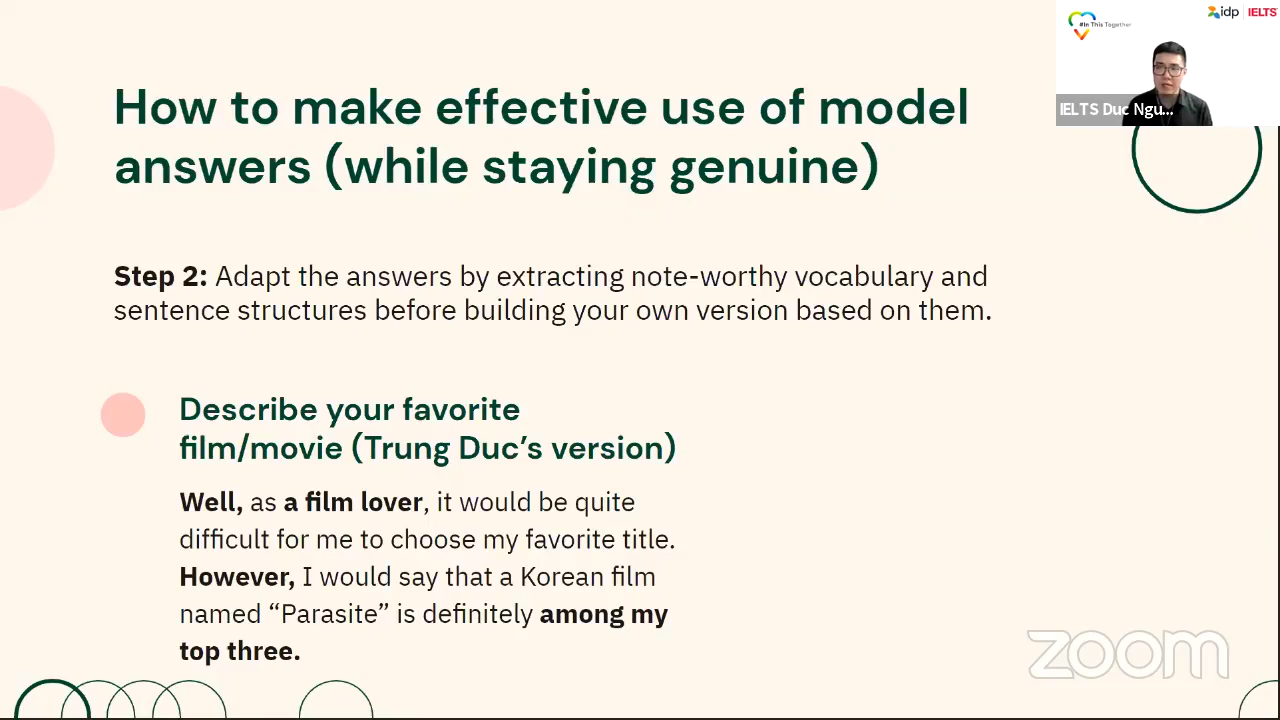 #In This Together
idp IELTS
IELTS Duc Ngu...
How to make effective use of model
answers (while staying genuine)
Step 2: Adapt the answers by extracting note-worthy vocabulary and
sentence structures before building your own version based on them.
Describe your favorite
film/movie (Trung Duc’s version)
Well, as a film lover, it would be quite
difficult for me to choose my favorite title.
However, I would say that a Korean film
named “Parasite” is definitely among my
top three.
zoom